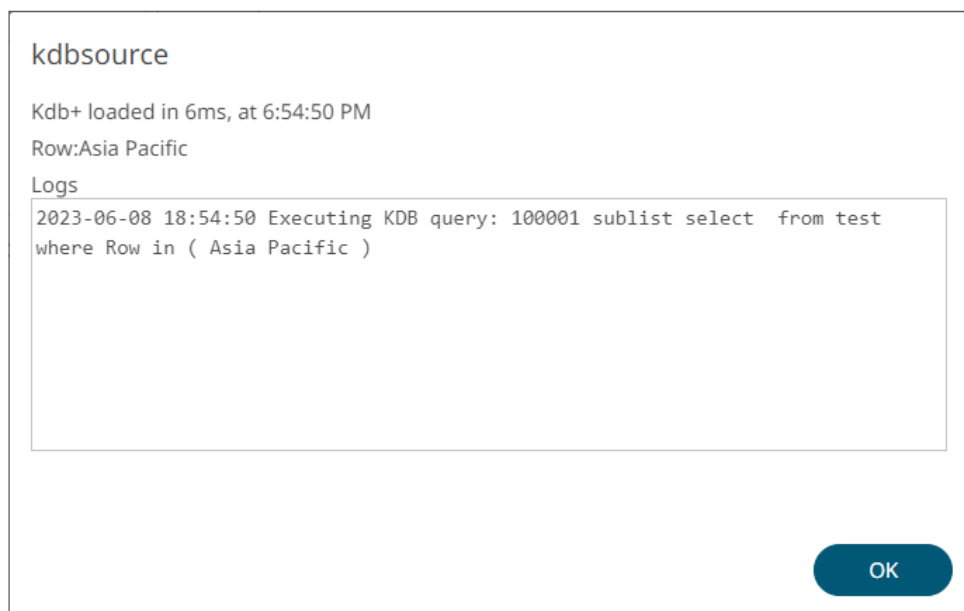 kdbsource
Kdb+ loaded in 6ms, at 6:54:50 PM
Row:Asia Pacific
Logs
2023-06-08 18:54:50 Executing KDB query: 100001 sublist select  from test
where Row in ( Asia Pacific )
OK